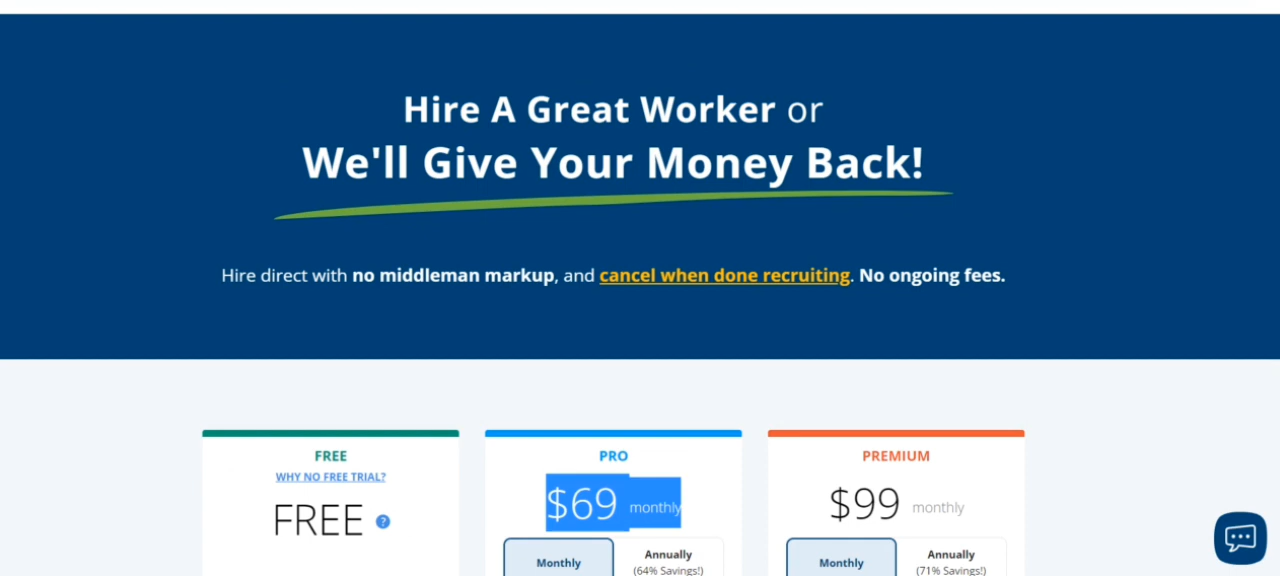 Hire A Great Worker or
We'll Give Your Money Back!
Hire direct with no middleman markup, and cancel when done recruiting. No ongoing fees.
FREE
WHY NO FREE TRIAL?
FREE ?
PRO
$69 monthly
Monthly
Annually
(64% Savings!)
PREMIUM
$99 monthly
Monthly
Annually
(71% Savings!)